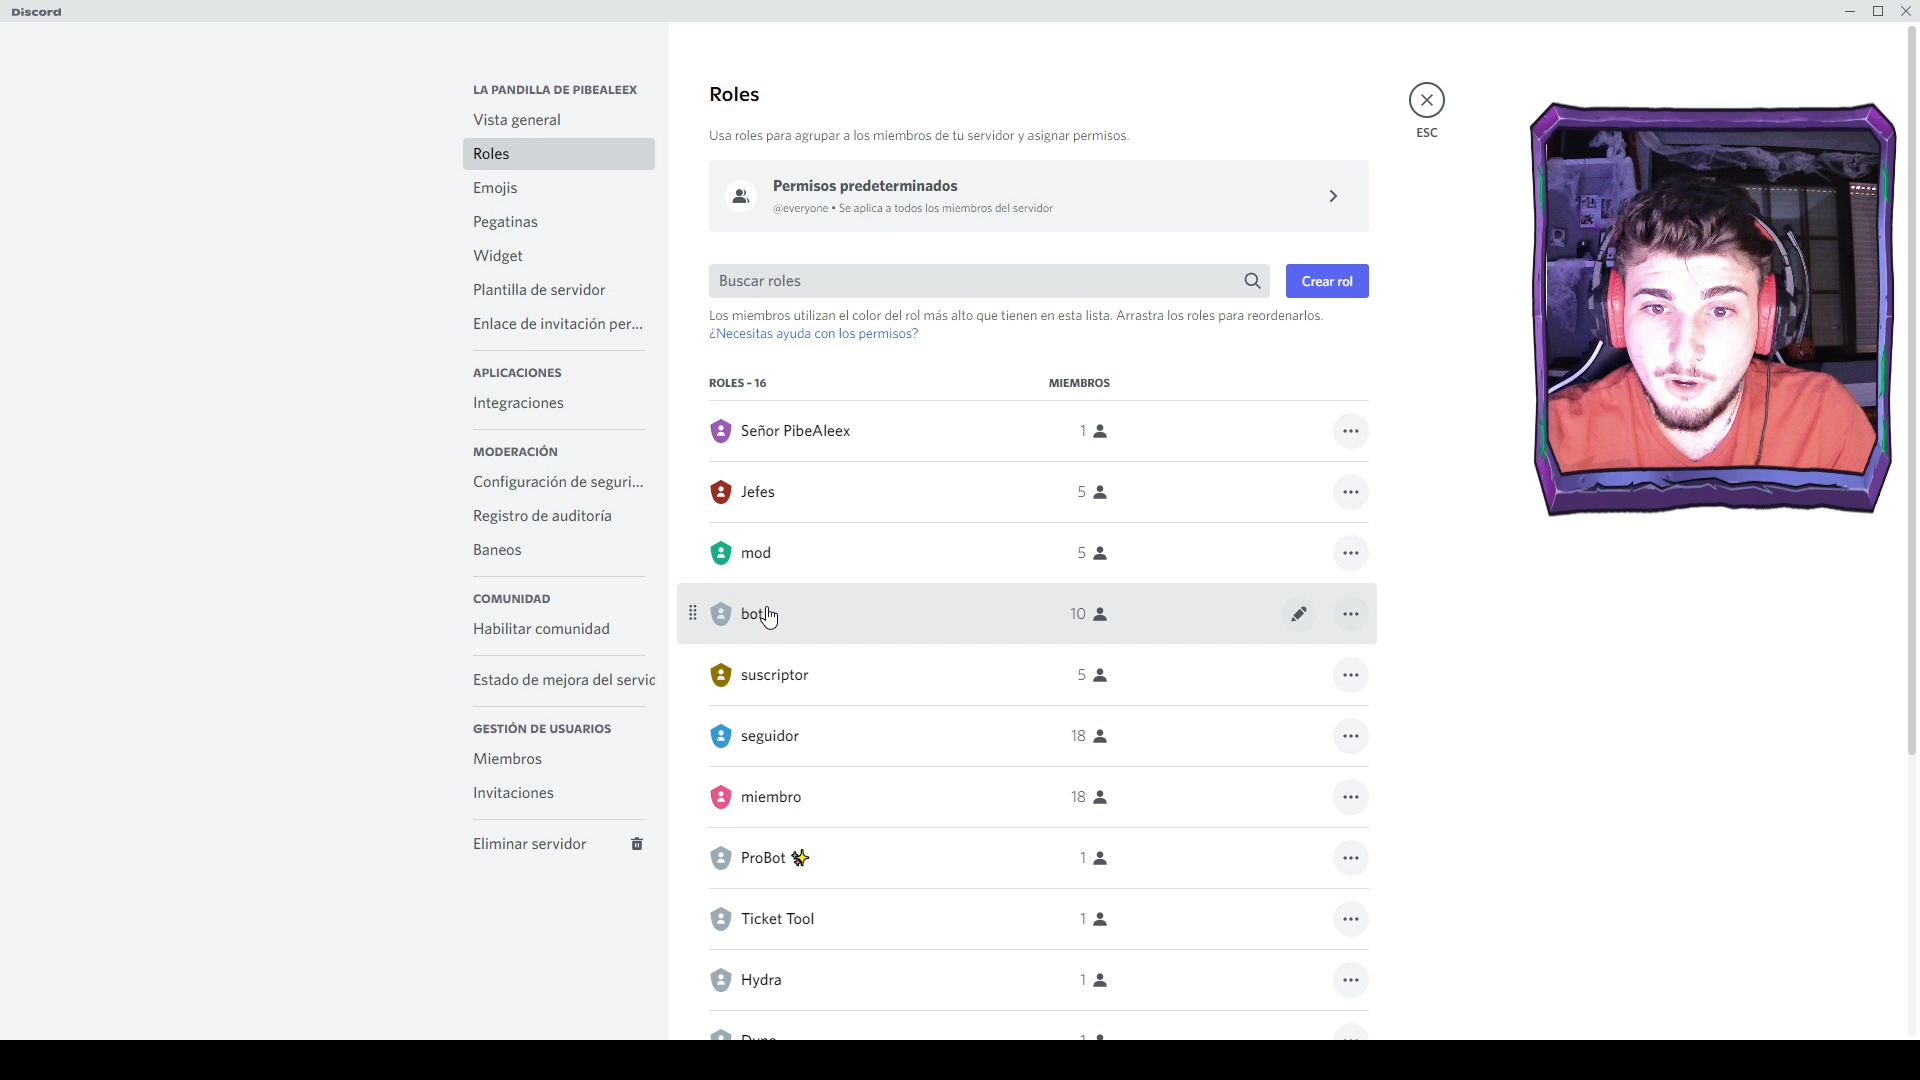 Discord
LA PANDILLA DE PIBEALEEX
Vista general
Roles
Emojis
Pegatinas
Widget
Plantilla de servidor
Enlace de invitación per...
APLICACIONES
Integraciones
MODERACIÓN
Configuración de seguri...
Registro de auditoría
Baneos
COMUNIDAD
Habilitar comunidad
Estado de mejora del servic
GESTIÓN DE USUARIOS
Miembros
Invitaciones
Eliminar servidor
Roles
Usa roles para agrupar a los miembros de tu servidor y asignar permisos.
Permisos predeterminados
@everyone • Se aplica a todos los miembros del servidor
Buscar roles
Crear rol
Los miembros utilizan el color del rol más alto que tienen en esta lista. Arrastra los roles para reordenarlos.
¿Necesitas ayuda con los permisos?
ROLES - 16 MIEMBROS
Señor PibeAleex 1
Jefes 5
mod 5
10
suscriptor 5
seguidor 18
miembro 18
ProBot ✨ 1
Ticket Tool 1
Hydra 1
ESC